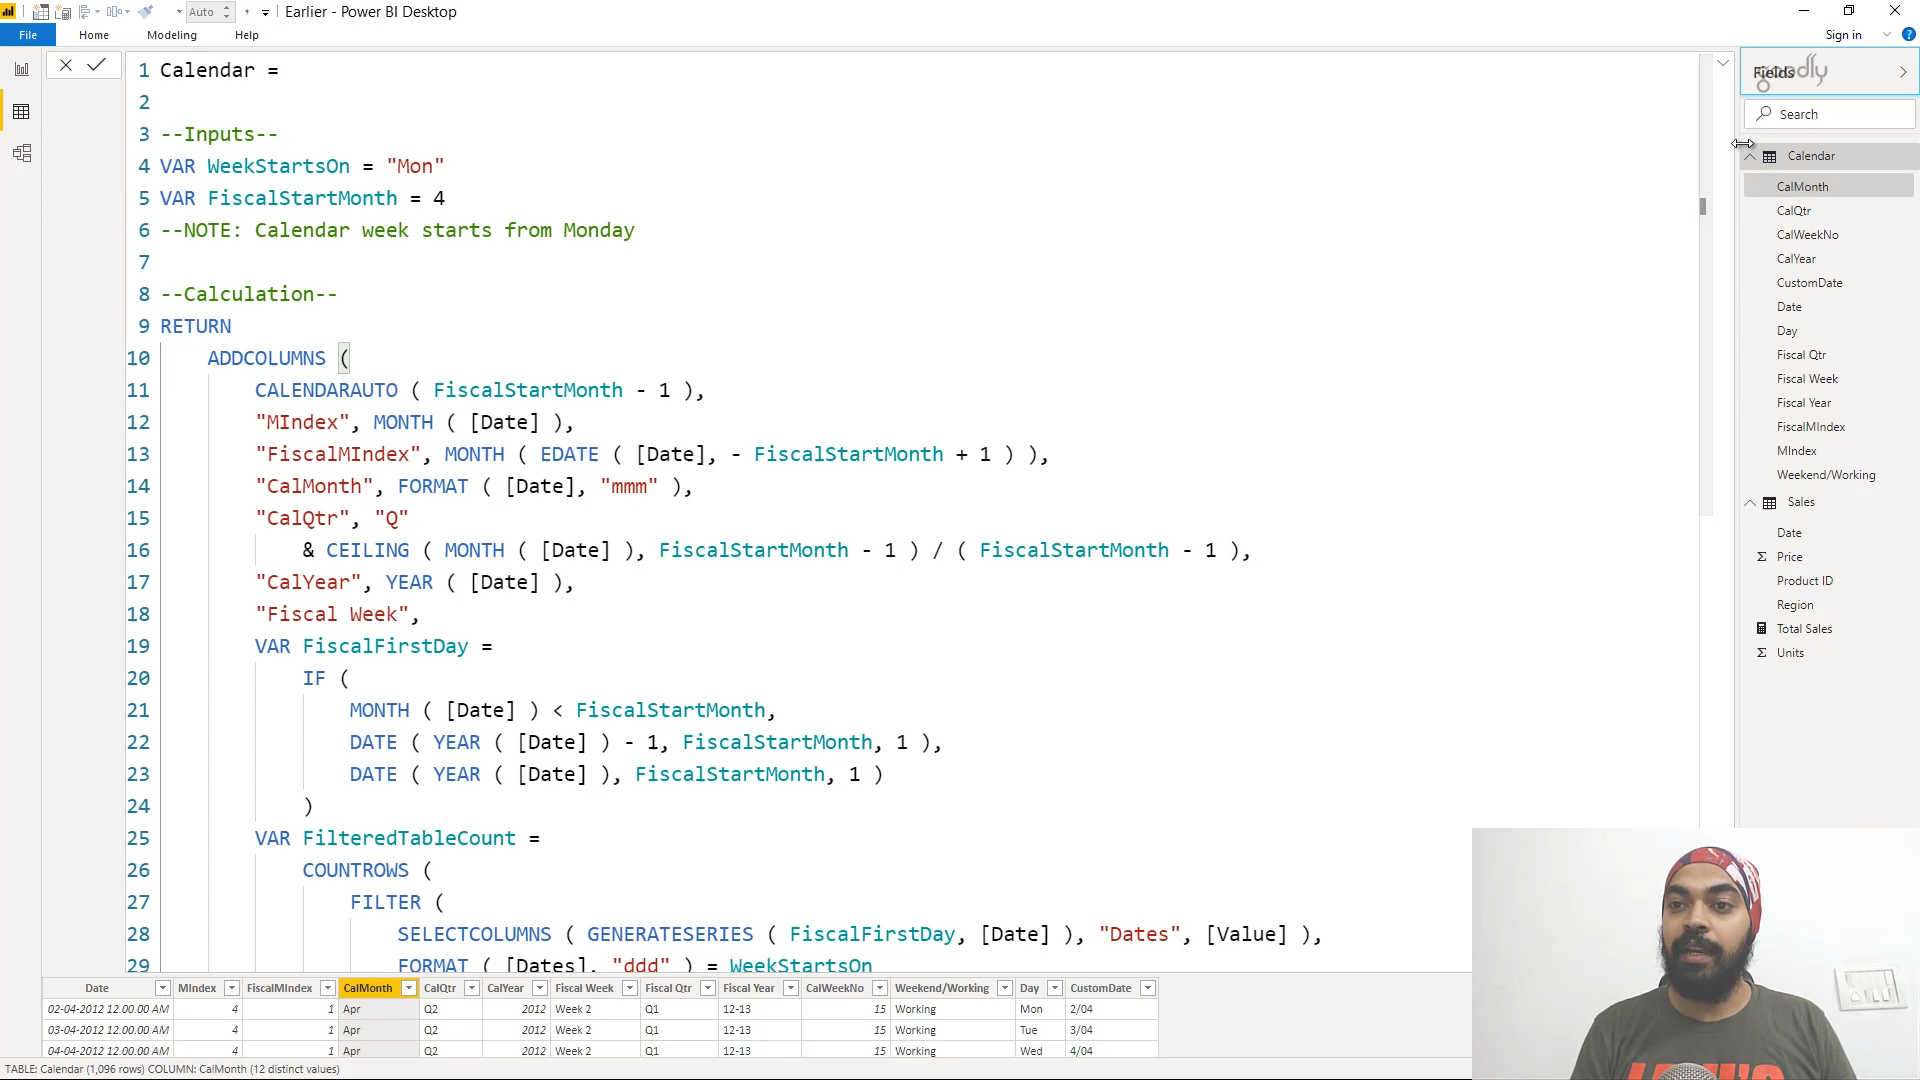 Auto
Earlier - Power BI Desktop
File
Home
Modeling
Help
Sign in
?
1 Calendar =
2
3 --Inputs--
4 VAR WeekStartsOn = "Mon"
5 VAR FiscalStartMonth = 4
6 --NOTE: Calendar week starts from Monday
7
8 --Calculation--
9 RETURN
10 ADDCOLUMNS (
11 CALENDARAUTO ( FiscalStartMonth - 1 ),
12 "MIndex", MONTH ( [Date] ),
13 "FiscalMIndex", MONTH ( EDATE ( [Date], - FiscalStartMonth + 1 ) ),
14 "CalMonth", FORMAT ( [Date], "mmm" ),
15 "CalQtr", "Q"
16 & CEILING ( MONTH ( [Date] ), FiscalStartMonth - 1 ) / ( FiscalStartMonth - 1 ),
17 "CalYear", YEAR ( [Date] ),
18 "Fiscal Week",
19 VAR FiscalFirstDay =
20 IF (
21 MONTH ( [Date] ) < FiscalStartMonth,
22 DATE ( YEAR ( [Date] ) - 1, FiscalStartMonth, 1 ),
23 DATE ( YEAR ( [Date] ), FiscalStartMonth, 1 )
24 )
25 VAR FilteredTableCount =
26 COUNTROWS (
27 FILTER (
28 SELECTCOLUMNS ( GENERATESERIES ( FiscalFirstDay, [Date] ), "Dates", [Value] ),
29 FORMAT ( [Dates], "ddd" ) = WeekStartsOn
Fields
goodly
Search
Calendar
CalMonth
CalQtr
CalWeekNo
CalYear
CustomDate
Date
Day
Fiscal Qtr
Fiscal Week
Fiscal Year
FiscalMIndex
MIndex
Weekend/Working
Sales
Date
Σ Price
Product ID
Region
Total Sales
Σ Units
Date MIndex FiscalMIndex CalMonth CalQtr CalYear Fiscal Week Fiscal Qtr Fiscal Year CalWeekNo Weekend/Working Day CustomDate
02-04-2012 12.00.00 AM 4 1 Apr Q2 2012 Week 2 Q1 12-13 15 Working Mon 2/04
03-04-2012 12.00.00 AM 4 1 Apr Q2 2012 Week 2 Q1 12-13 15 Working Tue 3/04
04-04-2012 12.00.00 AM 4 1 Apr Q2 2012 Week 2 Q1 12-13 15 Working Wed 4/04
TABLE: Calendar (1,096 rows) COLUMN: CalMonth (12 distinct values)